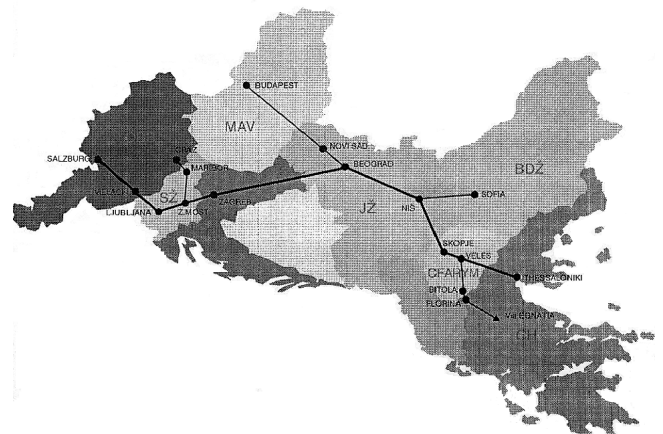 BUDAPEST
MAV
NOVI SAD
GRAZ
SALZBURG
MARIBOR
BEOGRAD
BDŽ
VILLACH
SŽ
ZAGREB
SOFIA
LJUBLJANA
Z.MOST
JŽ
NIŠ
SKOPJE
VELES
CFARYM
THESSALONIKI
BITOLA
FLORINA
Via EGNATIA
CH